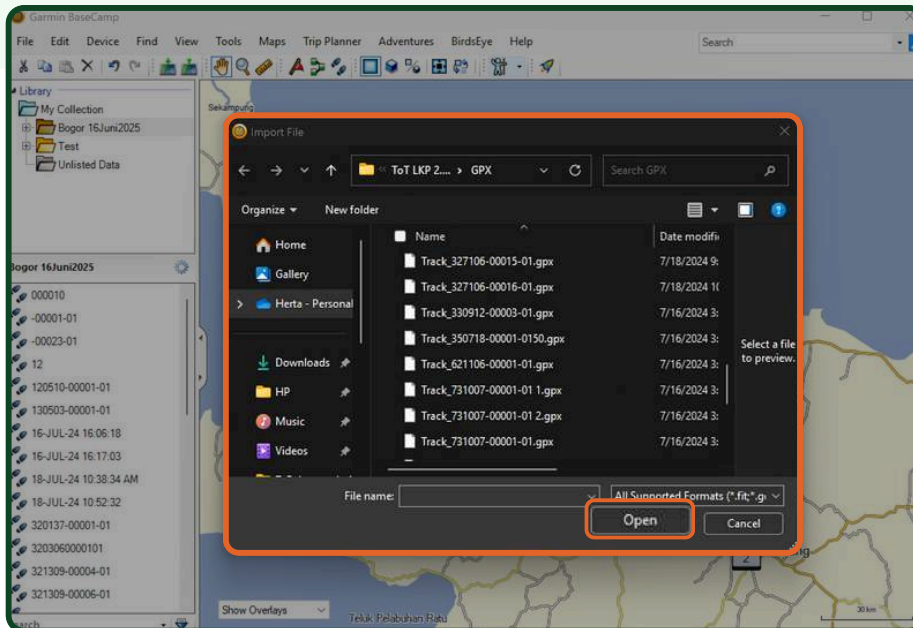 Garmin BaseCamp
File Edit Device Find View Tools Maps Trip Planner Adventures BirdsEye Help
Search
Library
My Collection
Bogor 16Juni2025
Test
Unlisted Data
Bogor 16Juni2025
000010
-00001-01
-00023-01
12
120510-00001-01
130503-00001-01
16-JUL-24 16:06:18
16-JUL-24 16:17:03
18-JUL-24 10:38:34 AM
18-JUL-24 10:52:32
320137-00001-01
3203060000101
321309-00004-01
321309-00006-01
Sekampung
Import File
ToT LKP 2.... > GPX
Search GPX
Organize New folder
Home
Gallery
Herta - Personal
Downloads
HP
Music
Videos
Name Date modifi
Track_327106-00015-01.gpx 7/18/2024 9:
Track_327106-00016-01.gpx 7/18/2024 1(
Track_330912-00003-01.gpx 7/16/2024 3:
Track_350718-00001-0150.gpx 7/16/2024 3:
Track_621106-00001-01.gpx 7/16/2024 3:
Track_731007-00001-01 1.gpx 7/16/2024 3:
Track_731007-00001-01 2.gpx 7/16/2024 3:
Track_731007-00001-01.gpx 7/16/2024 3:
Select a file
to preview.
File name:
All Supported Formats (*.fit;*.g
Open
Cancel
2
Show Overlays
Teluk Pelabuhan Ratu
30 km